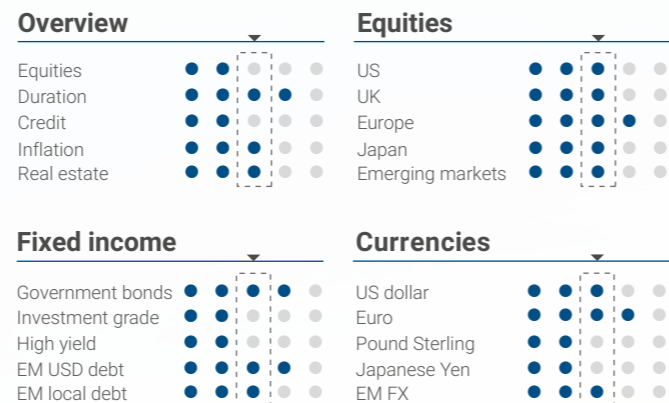 Overview
Equities
Duration
Credit
Inflation
Real estate
Equities
US
UK
Europe
Japan
Emerging markets
Fixed income
Government bonds
Investment grade
High yield
EM USD debt
EM local debt
Currencies
US dollar
Euro
Pound Sterling
Japanese Yen
EM FX